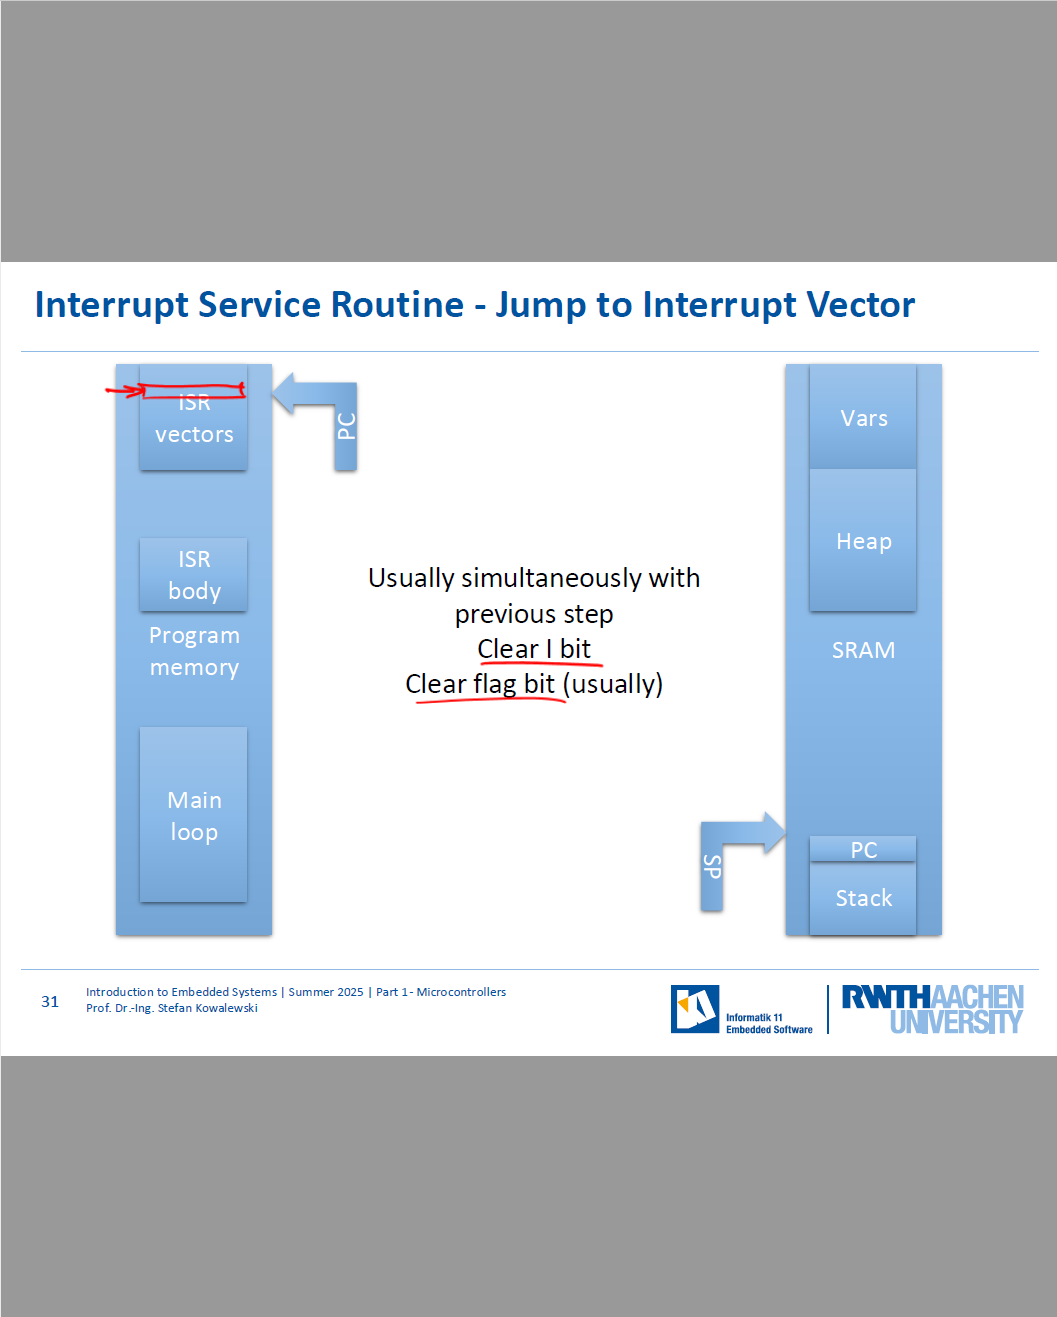 Interrupt Service Routine - Jump to Interrupt Vector
ISR
vectors
PC
ISR
body
Program
memory
Main
loop
Usually simultaneously with
previous step
Clear I bit
Clear flag bit (usually)
Vars
Heap
SRAM
SP
PC
Stack
31
Introduction to Embedded Systems | Summer 2025 | Part 1- Microcontrollers
Prof. Dr.-Ing. Stefan Kowalewski
Informatik 11
Embedded Software
RWTHAACHEN
UNIVERSITY